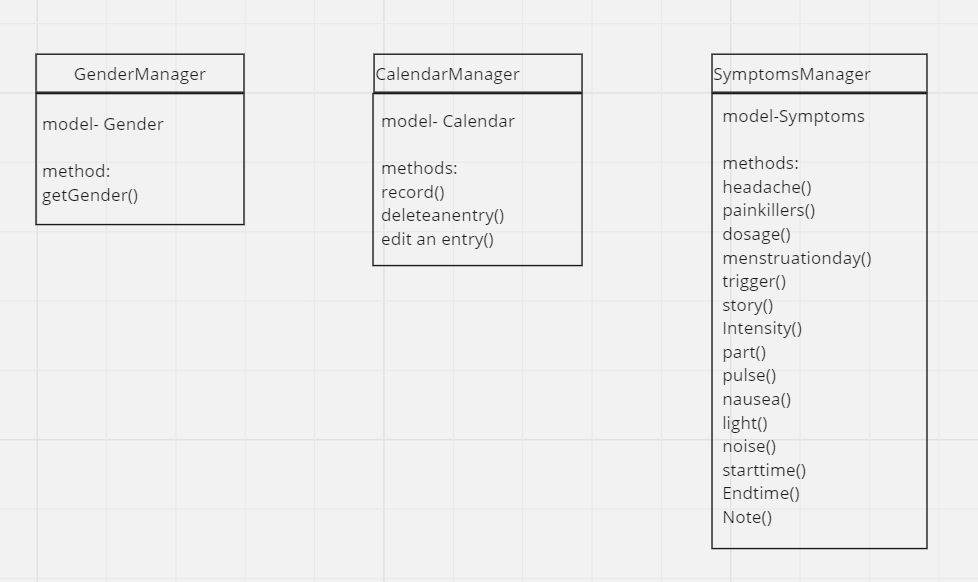 GenderManager
model- Gender
method:
getGender()
CalendarManager
model- Calendar
methods:
record()
deleteanentry()
edit an entry()
SymptomsManager
model-Symptoms
methods:
headache()
painkillers()
dosage()
menstruationday()
trigger()
story()
Intensity()
part()
pulse()
nausea()
light()
noise()
starttime()
Endtime()
Note()